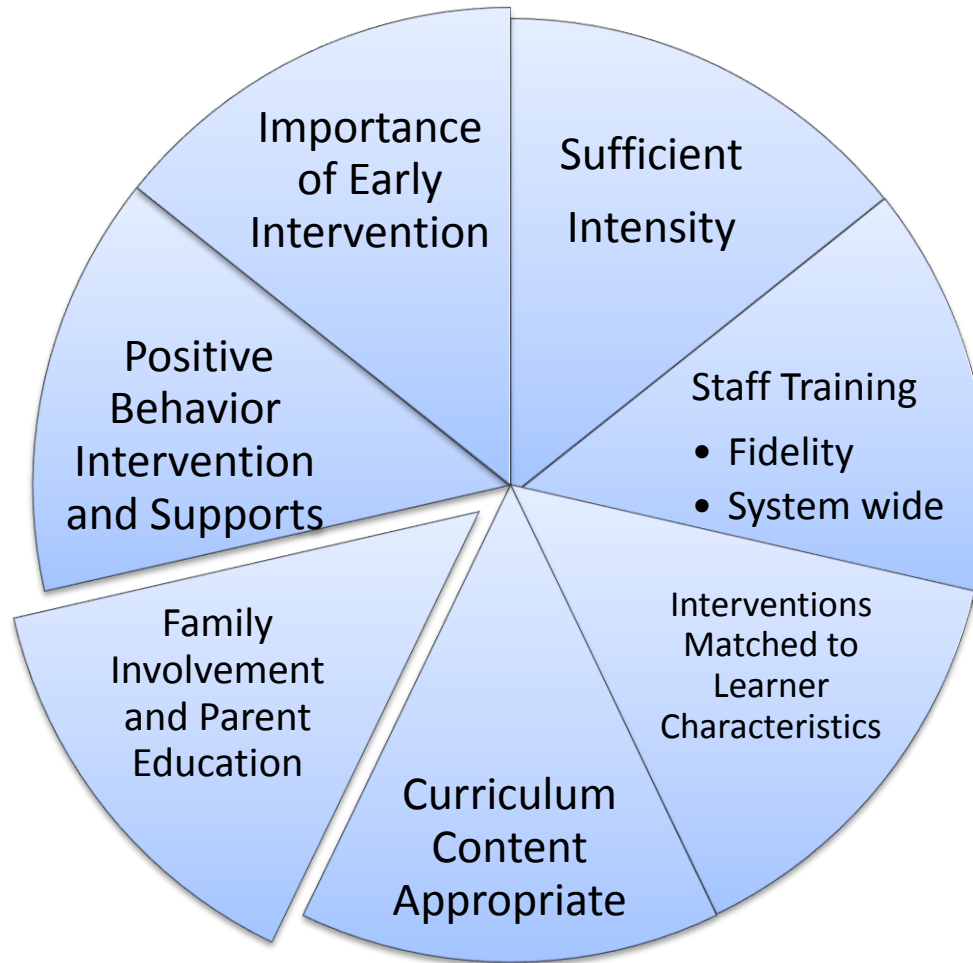 Importance
of Early
Intervention
Sufficient
Intensity
Staff Training
• Fidelity
• System wide
Interventions
Matched to
Learner
Characteristics
Curriculum
Content
Appropriate
Family
Involvement
and Parent
Education
Positive
Behavior
Intervention
and Supports